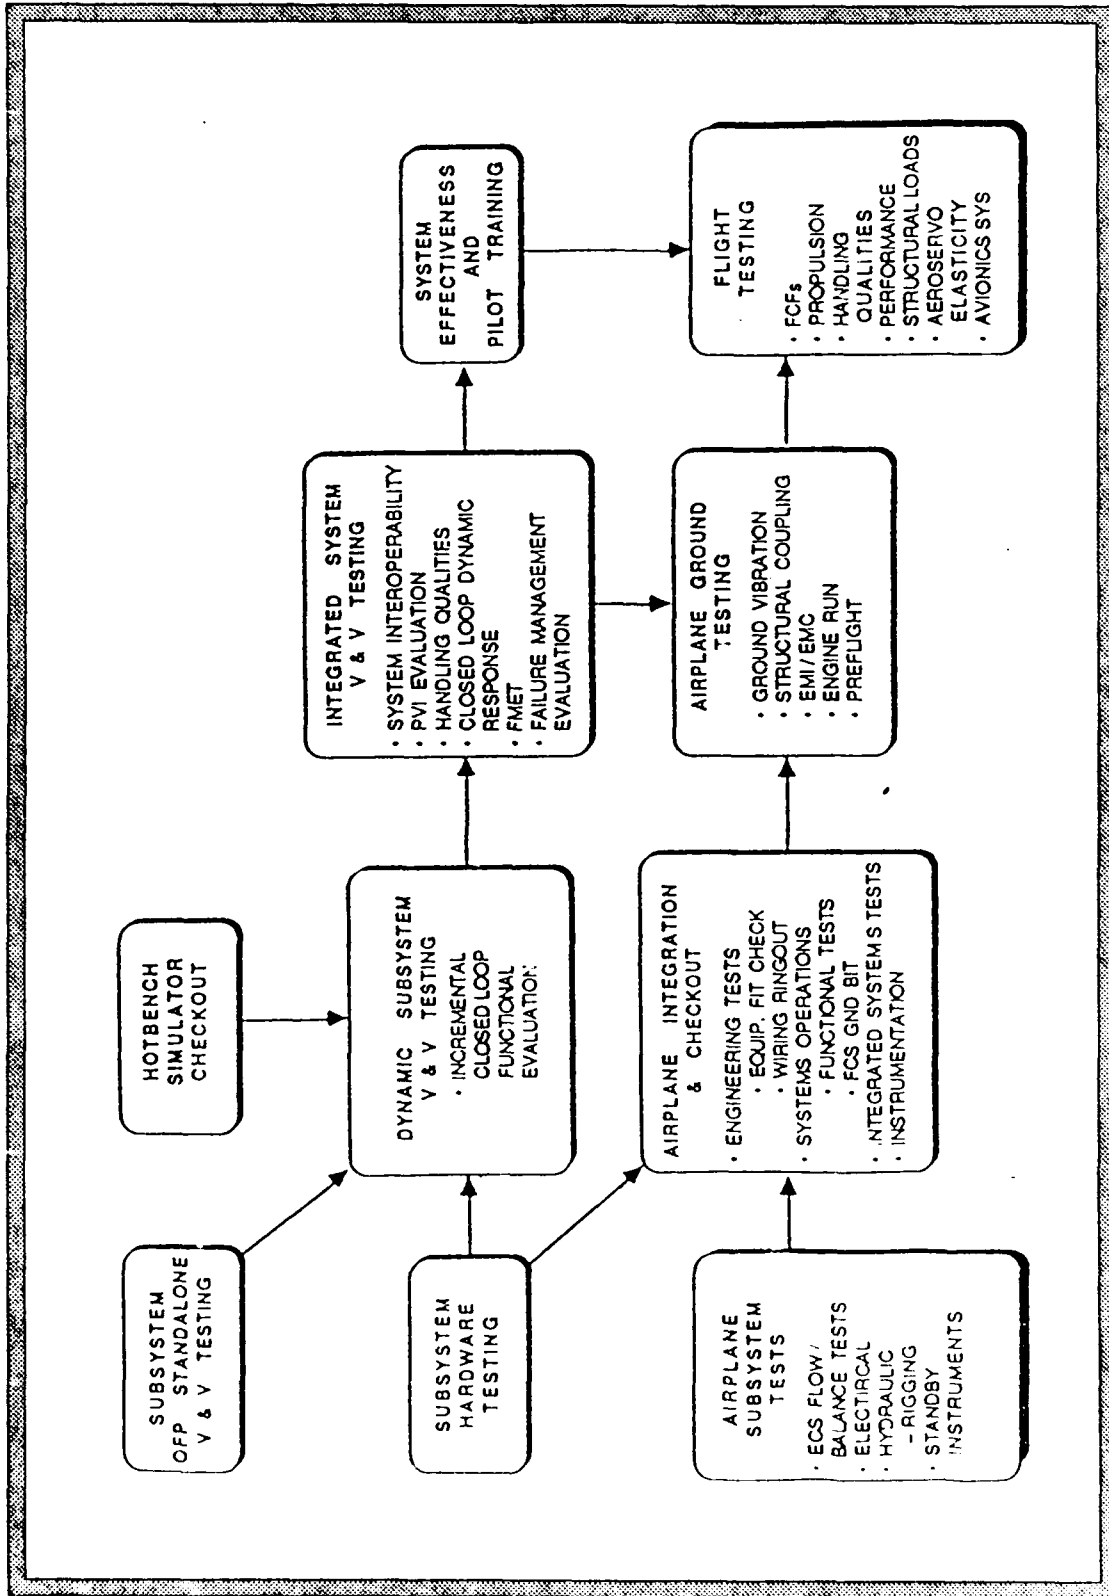 SUBSYSTEM
OFP STANDALONE
V & V TESTING
HOTBENCH
SIMULATOR
CHECKOUT
SUBSYSTEM
HARDWARE
TESTING
DYNAMIC SUBSYSTEM
V & V TESTING
· INCREMENTAL
CLOSED LOOP
FUNCTIONAL
EVALUATION
INTEGRATED SYSTEM
V & V TESTING
· SYSTEM INTEROPERABILITY
· PVI EVALUATION
· HANDLING QUALITIES
· CLOSED LOOP DYNAMIC
RESPONSE
· FMET
· FAILURE MANAGEMENT
EVALUATION
SYSTEM
EFFECTIVENESS
AND
PILOT TRAINING
AIRPLANE
SUBSYSTEM
TESTS
· ECS FLOW/
BALANCE TESTS
· ELECTIRCAL
· HYDRAULIC
- RIGGING
· STANDBY
INSTRUMENTS
AIRPLANE INTEGRATION
& CHECKOUT
· ENGINEERING TESTS
· EQUIP. FIT CHECK
· WIRING RINGOUT
· SYSTEMS OPERATIONS
· FUNCTIONAL TESTS
· FCS GND BIT
· INTEGRATED SYSTEMS TESTS
· INSTRUMENTATION
AIRPLANE GROUND
TESTING
· GROUND VIBRATION
· STRUCTURAL COUPLING
· EMI/EMC
· ENGINE RUN
· PREFLIGHT
FLIGHT
TESTING
· FCFs
· PROPULSION
· HANDLING
QUALITIES
· PERFORMANCE
· STRUCTURAL LOADS
· AEROSERVO
ELASTICITY
· AVIONICS SYS